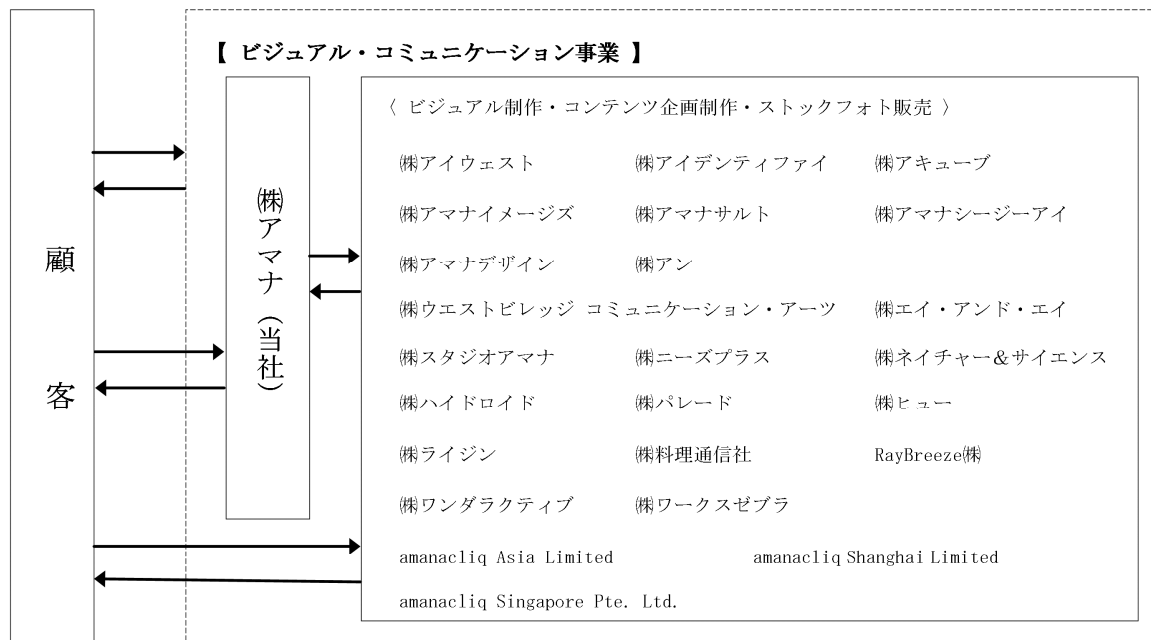 【 ビジュアル・コミュニケーション事業 】
顧客
㈱アマナ（当社）
〈 ビジュアル制作・コンテンツ企画制作・ストックフォト販売 〉
㈱アイウェスト ㈱アイデンティファイ ㈱アキューブ
㈱アマナイメージズ ㈱アマナサルト ㈱アマナシージーアイ
㈱アマナデザイン ㈱アン
㈱ウエストビレッジ コミュニケーション・アーツ ㈱エイ・アンド・エイ
㈱スタジオアマナ ㈱ニーズプラス ㈱ネイチャー＆サイエンス
㈱ハイドロイド ㈱パレード ㈱ヒュー
㈱ライジン ㈱料理通信社 RayBreeze㈱
㈱ワンダラクティブ ㈱ワークスゼブラ
amanacliq Asia Limited amanacliq Shanghai Limited
amanacliq Singapore Pte. Ltd.